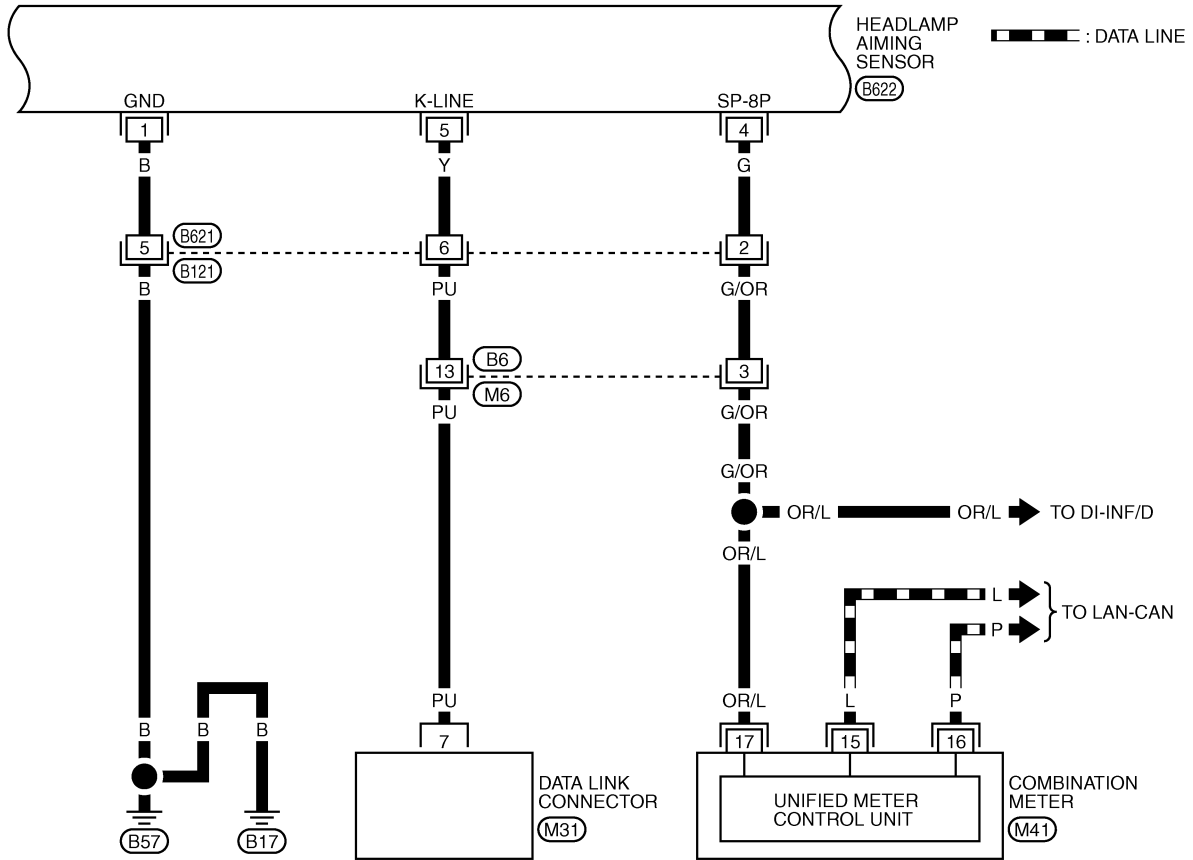 HEADLAMP
AIMING
SENSOR
B622
: DATA LINE
GND
K-LINE
SP-8P
1
5
4
B
Y
G
5
B621
B121
6
2
B
PU
G/OR
13
B6
M6
3
PU
G/OR
G/OR
OR/L
OR/L
TO DI-INF/D
OR/L
L
P
TO LAN-CAN
PU
OR/L
L
P
B
B
B
7
17
15
16
DATA LINK
CONNECTOR
M31
UNIFIED METER
CONTROL UNIT
COMBINATION
METER
M41
B57
B17